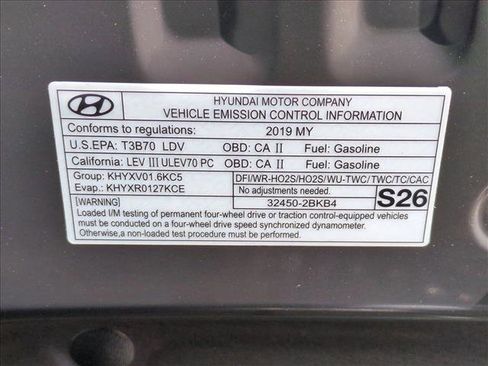 HYUNDAI MOTOR COMPANY
VEHICLE EMISSION CONTROL INFORMATION
Conforms to regulations: 2019 MY
U.S.EPA: T3B70 LDV OBD: CA II Fuel: Gasoline
California: LEV III ULEV70 PC OBD: CA II Fuel: Gasoline
Group: KHYXV01.6KC5 DFI/WR-HO2S/HO2S/WU-TWC/TWC/TC/CAC
Evap.: KHYXR0127KCE No adjustments needed. S26
[WARNING] 32450-2BKB4
Loaded I/M testing of permanent four-wheel drive or traction control-equipped vehicles
must be conducted on a four-wheel drive speed synchronized dynamometer.
Otherwise, a non-loaded test procedure must be performed.